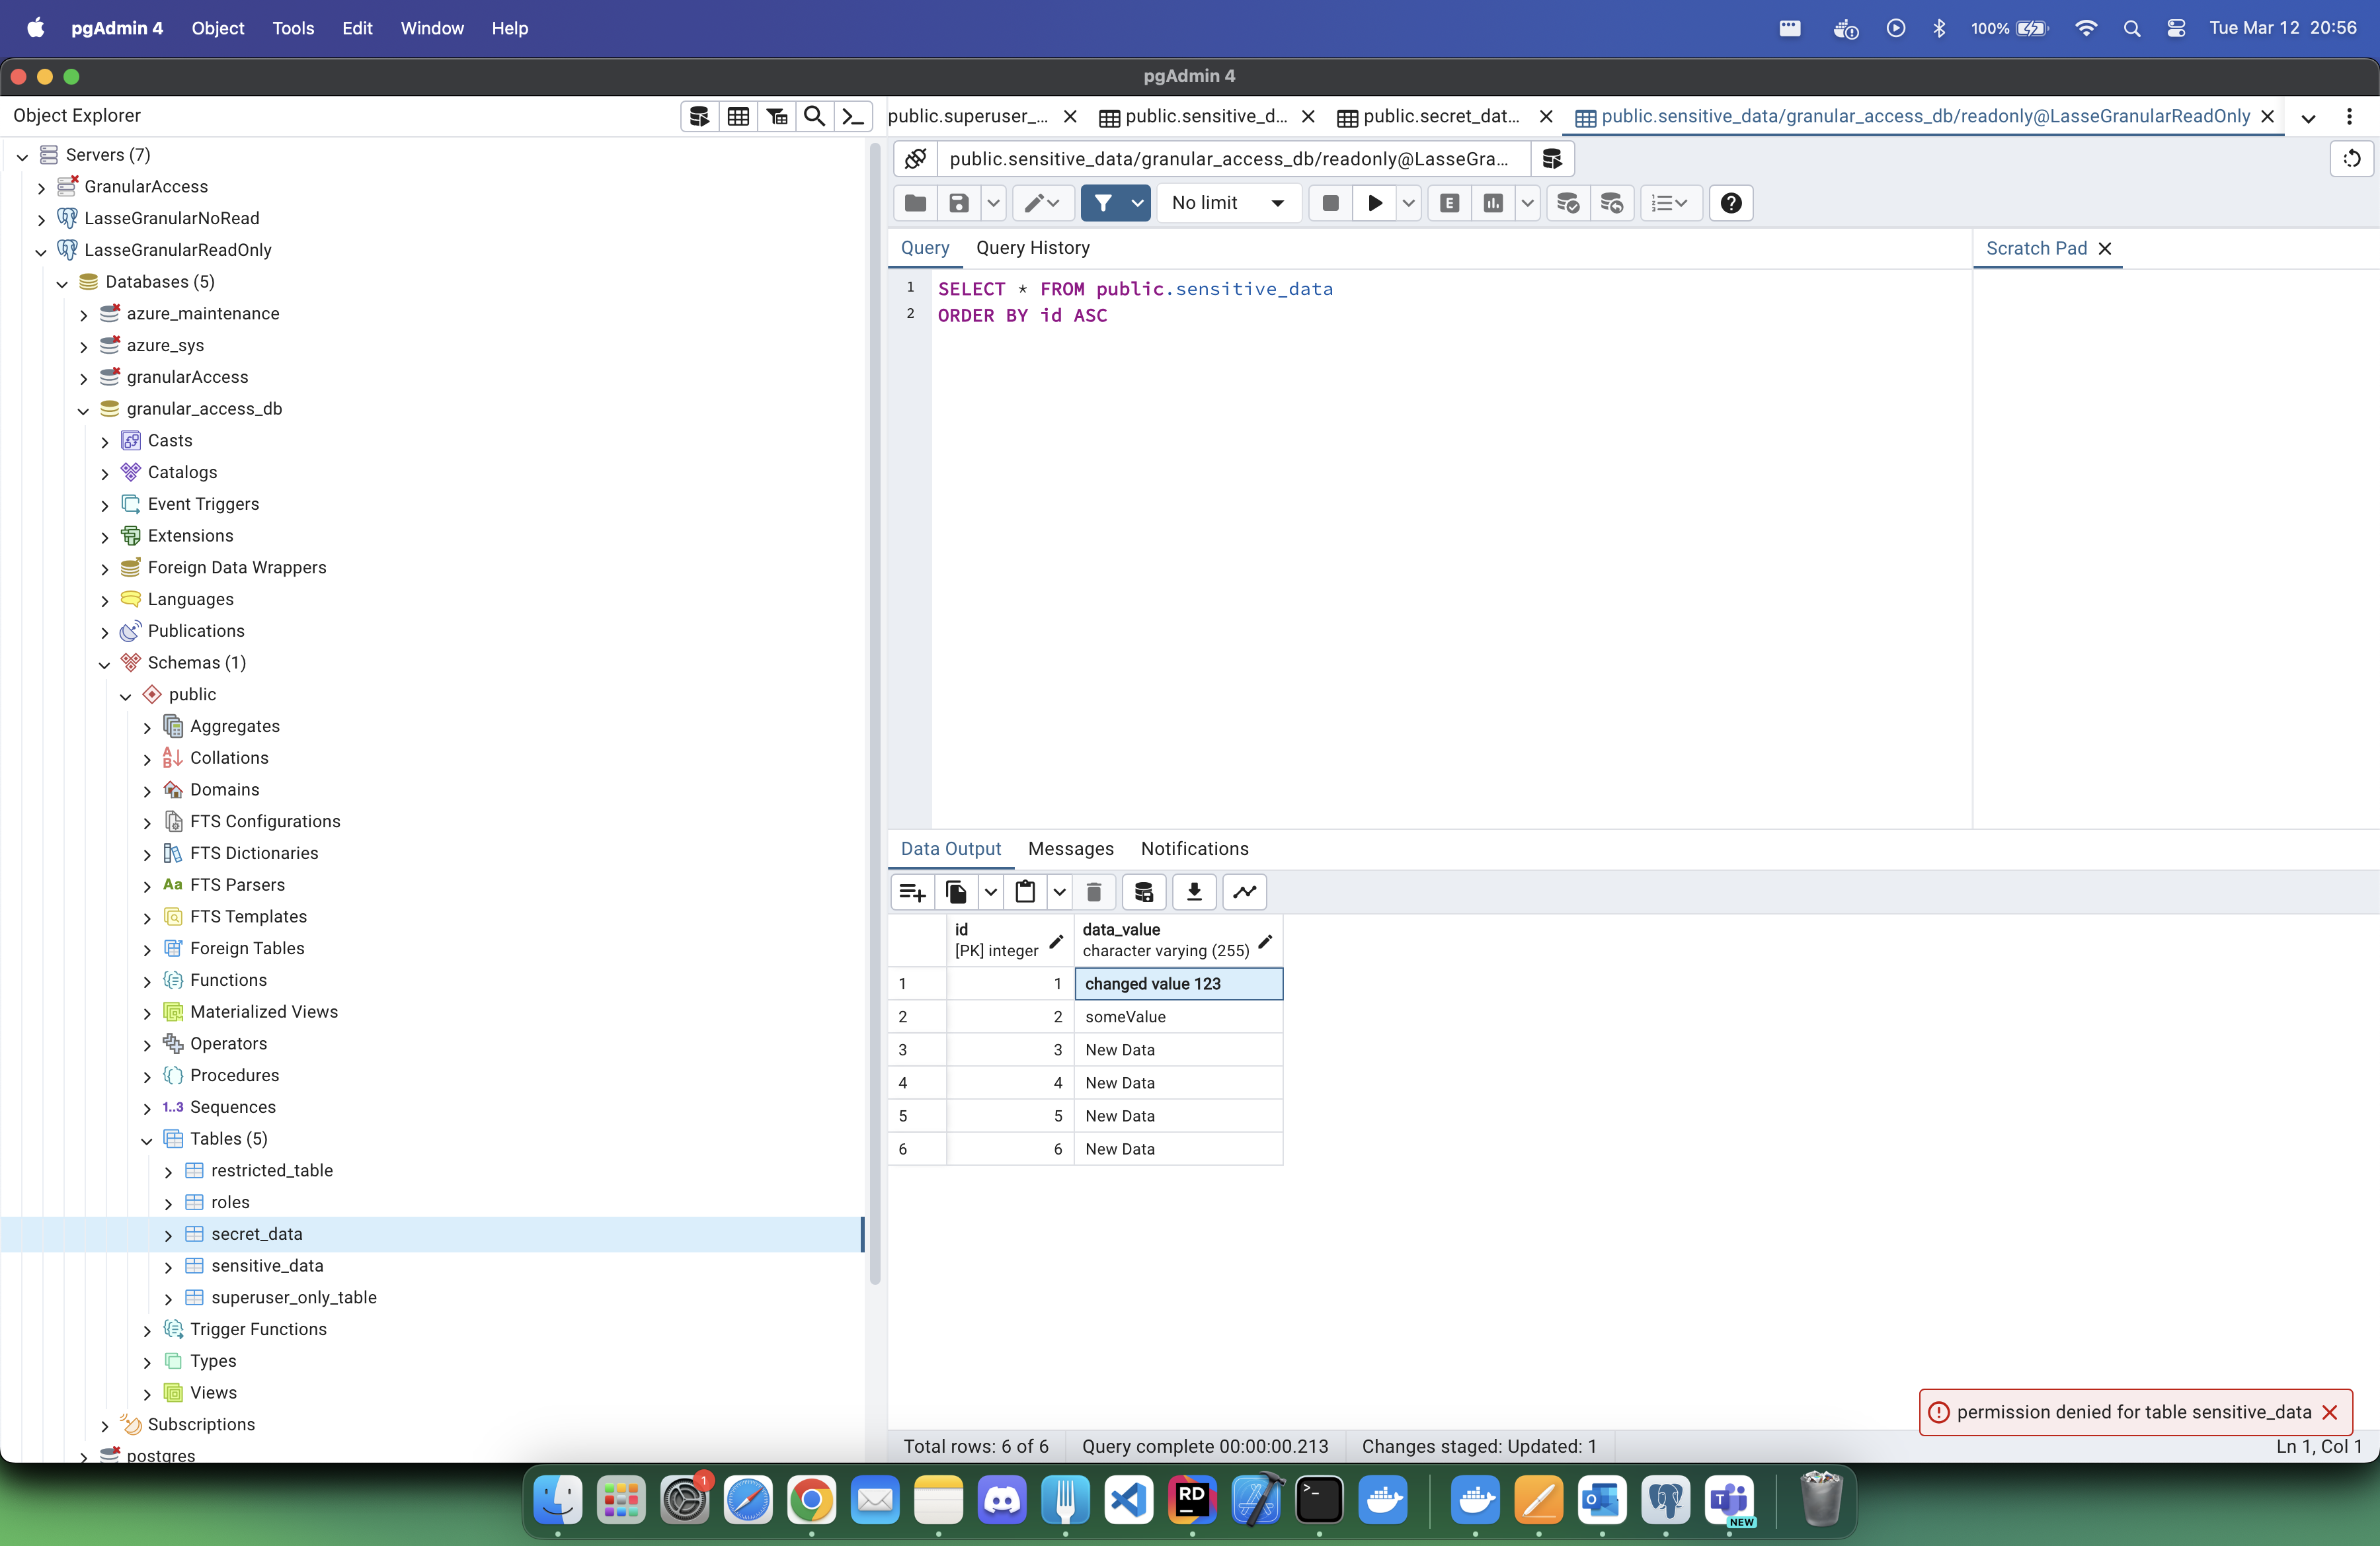 pgAdmin 4 Object Tools Edit Window Help 100% Tue Mar 12 20:56
pgAdmin 4
Object Explorer
Servers (7)
GranularAccess
LasseGranularNoRead
LasseGranularReadOnly
Databases (5)
azure_maintenance
azure_sys
granularAccess
granular_access_db
Casts
Catalogs
Event Triggers
Extensions
Foreign Data Wrappers
Languages
Publications
Schemas (1)
public
Aggregates
Collations
Domains
FTS Configurations
FTS Dictionaries
Aa FTS Parsers
FTS Templates
Foreign Tables
Functions
Materialized Views
Operators
Procedures
1..3 Sequences
Tables (5)
restricted_table
roles
secret_data
sensitive_data
superuser_only_table
Trigger Functions
Types
Views
Subscriptions
postgres
public.superuser_... public.sensitive_d... public.secret_dat... public.sensitive_data/granular_access_db/readonly@LasseGranularReadOnly
public.sensitive_data/granular_access_db/readonly@LasseGra...
No limit E
Query Query History Scratch Pad
1 SELECT * FROM public.sensitive_data
2 ORDER BY id ASC
Data Output Messages Notifications
id data_value
[PK] integer character varying (255)
1 1 changed value 123
2 2 someValue
3 3 New Data
4 4 New Data
5 5 New Data
6 6 New Data
permission denied for table sensitive_data
Total rows: 6 of 6 Query complete 00:00:00.213 Changes staged: Updated: 1 Ln 1, Col 1
1 RD O T NEW